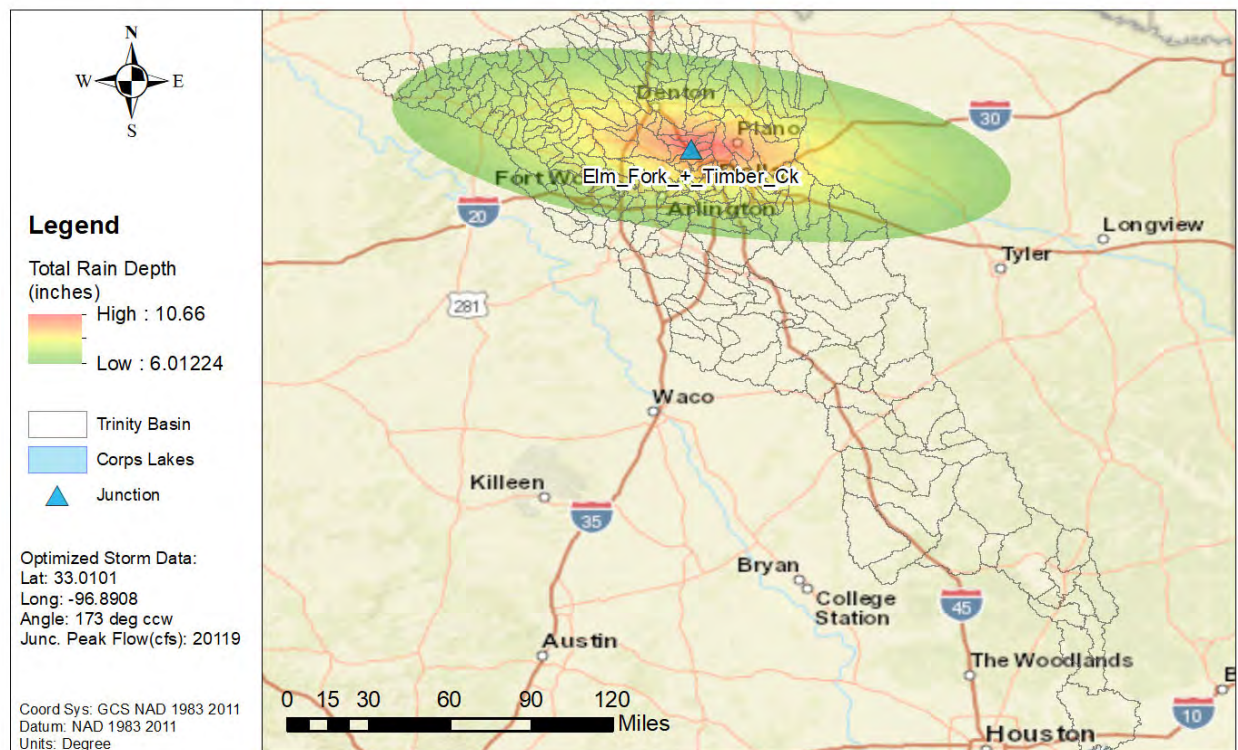 N
W
E
S
Legend
Total Rain Depth
(inches)
High : 10.66
Low : 6.01224
Trinity Basin
Corps Lakes
Junction
Optimized Storm Data:
Lat: 33.0101
Long: -96.8908
Angle: 173 deg ccw
Junc. Peak Flow(cfs): 20119
Coord Sys: GCS NAD 1983 2011
Datum: NAD 1983 2011
Units: Degree
Denton
30
Plano
Elm_Fork_+_Timber_Ck
Fort
Arlington
20
Longview
Tyler
281
Waco
Killeen
35
Bryan
College
Station
45
Austin
The Woodlands
10
Houston
0 15 30 60 90 120
Miles